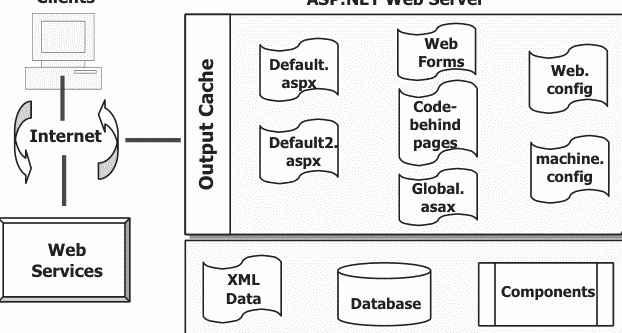 Clients
ASP.NET Web Server
Internet
Web
Services
Output Cache
Default.
aspx
Default2.
aspx
Web
Forms
Code-
behind
pages
Global.
asax
Web.
config
machine.
config
XML
Data
Database
Components